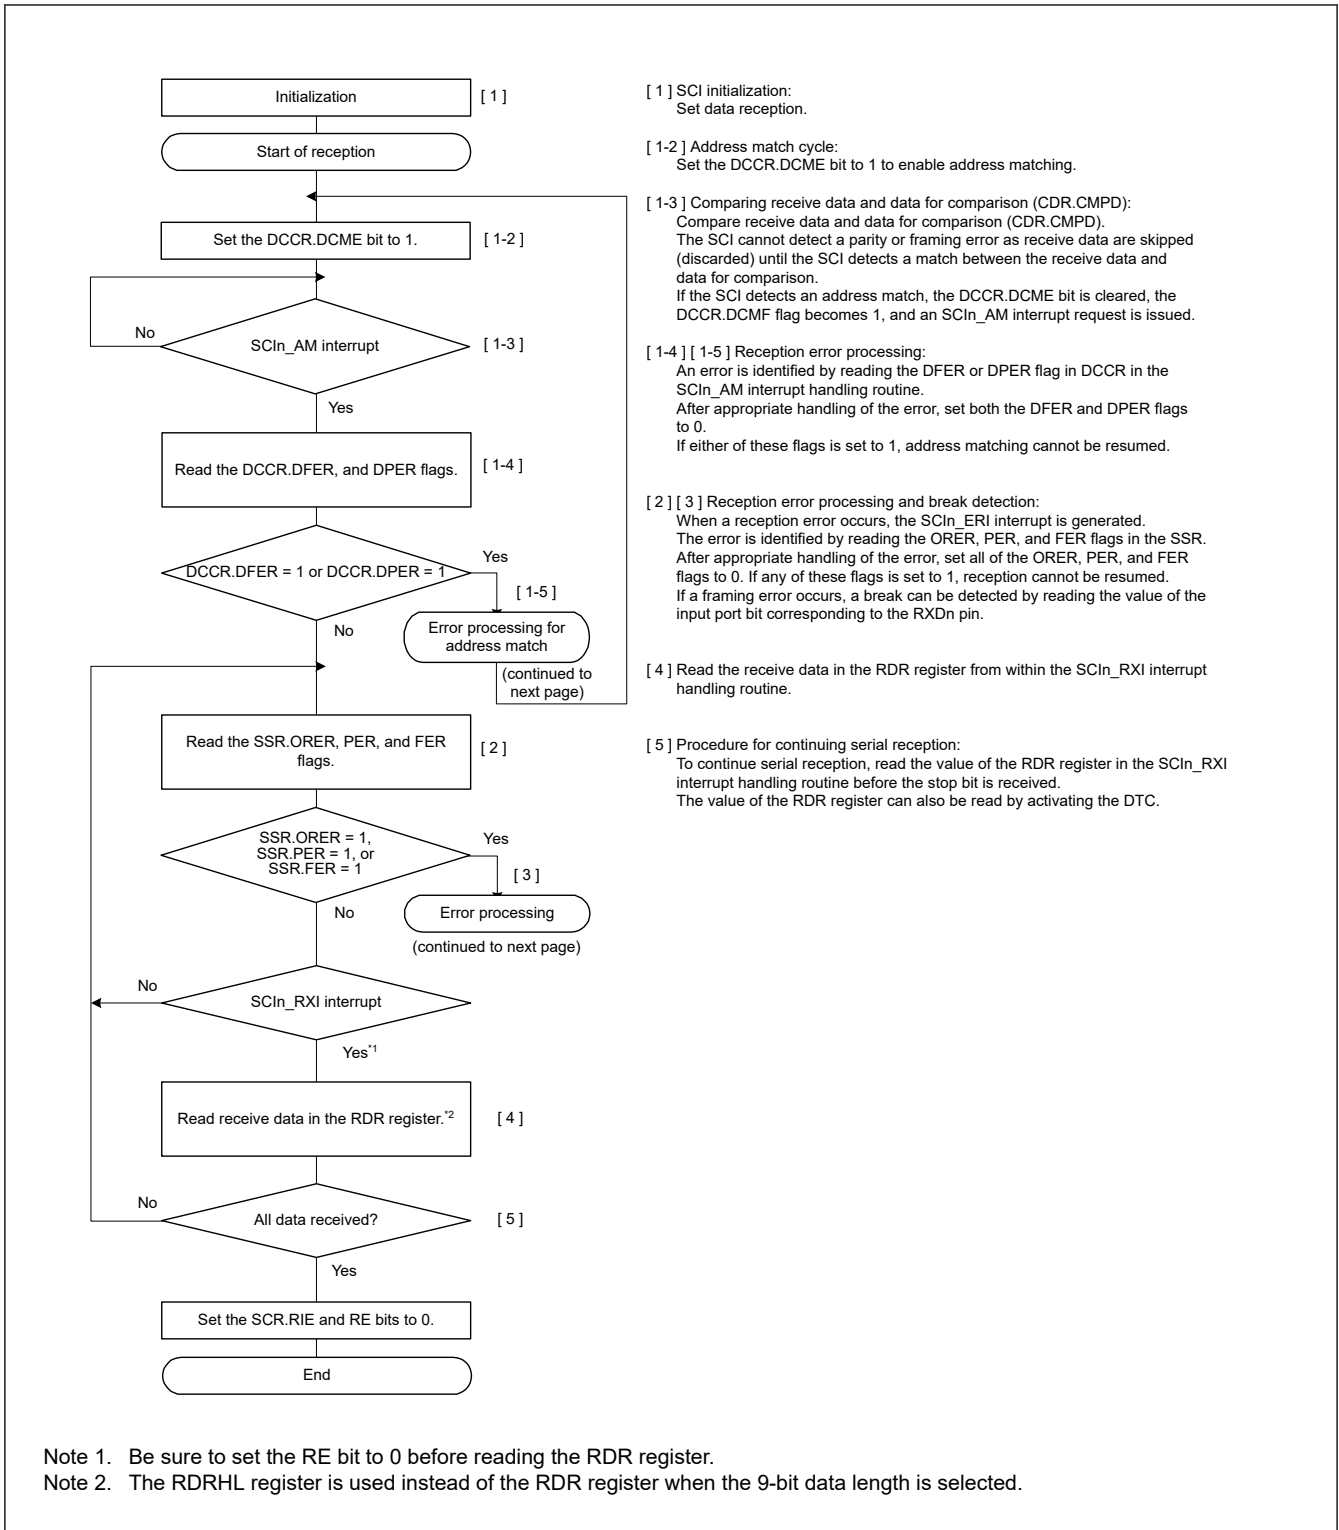 Initialization
[ 1 ]
Start of reception
Set the DCCR.DCME bit to 1.
[ 1-2 ]
No
SCIn_AM interrupt
[ 1-3 ]
Yes
Read the DCCR.DFER, and DPER flags.
[ 1-4 ]
DCCR.DFER = 1 or DCCR.DPER = 1
Yes
[ 1-5 ]
Error processing for
address match
(continued to
next page)
No
Read the SSR.ORER, PER, and FER
flags.
[ 2 ]
SSR.ORER = 1,
SSR.PER = 1, or
SSR.FER = 1
Yes
[ 3 ]
Error processing
(continued to next page)
No
No
SCIn_RXI interrupt
Yes*1
Read receive data in the RDR register.*2
[ 4 ]
No
All data received?
[ 5 ]
Yes
Set the SCR.RIE and RE bits to 0.
End
[ 1 ] SCI initialization:
Set data reception.
[ 1-2 ] Address match cycle:
Set the DCCR.DCME bit to 1 to enable address matching.
[ 1-3 ] Comparing receive data and data for comparison (CDR.CMPD):
Compare receive data and data for comparison (CDR.CMPD).
The SCI cannot detect a parity or framing error as receive data are skipped
(discarded) until the SCI detects a match between the receive data and
data for comparison.
If the SCI detects an address match, the DCCR.DCME bit is cleared, the
DCCR.DCMF flag becomes 1, and an SCIn_AM interrupt request is issued.
[ 1-4 ] [ 1-5 ] Reception error processing:
An error is identified by reading the DFER or DPER flag in DCCR in the
SCIn_AM interrupt handling routine.
After appropriate handling of the error, set both the DFER and DPER flags
to 0.
If either of these flags is set to 1, address matching cannot be resumed.
[ 2 ] [ 3 ] Reception error processing and break detection:
When a reception error occurs, the SCIn_ERI interrupt is generated.
The error is identified by reading the ORER, PER, and FER flags in the SSR.
After appropriate handling of the error, set all of the ORER, PER, and FER
flags to 0. If any of these flags is set to 1, reception cannot be resumed.
If a framing error occurs, a break can be detected by reading the value of the
input port bit corresponding to the RXDn pin.
[ 4 ] Read the receive data in the RDR register from within the SCIn_RXI interrupt
handling routine.
[ 5 ] Procedure for continuing serial reception:
To continue serial reception, read the value of the RDR register in the SCIn_RXI
interrupt handling routine before the stop bit is received.
The value of the RDR register can also be read by activating the DTC.
Note 1. Be sure to set the RE bit to 0 before reading the RDR register.
Note 2. The RDRHL register is used instead of the RDR register when the 9-bit data length is selected.